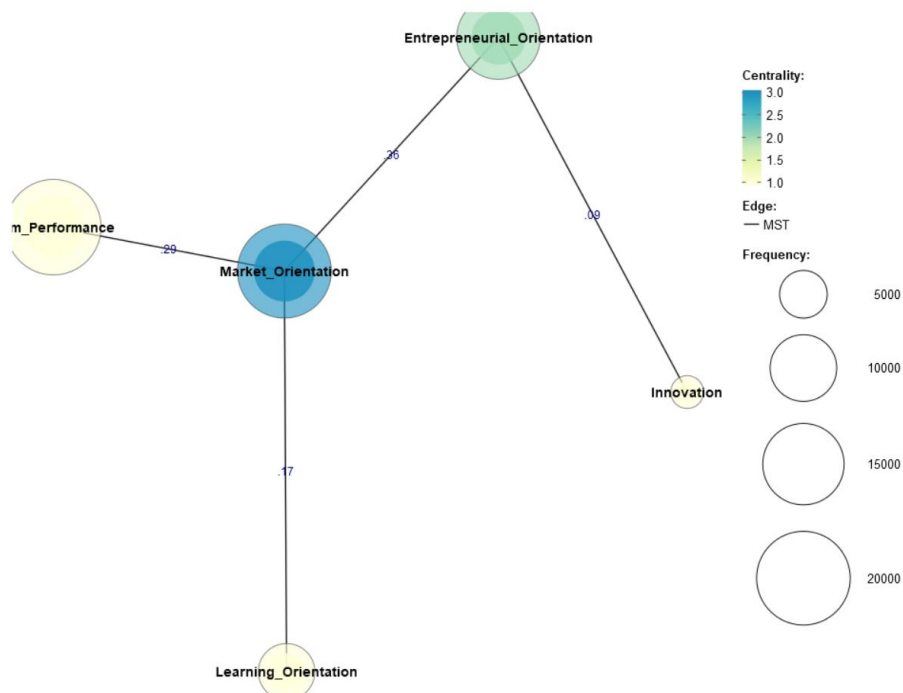 Entrepreneurial_Orientation
.36
.09
m_Performance
.29
Market_Orientation
.17
Innovation
Learning_Orientation
Centrality:
3.0
2.5
2.0
1.5
1.0
Edge:
MST
Frequency:
5000
10000
15000
20000